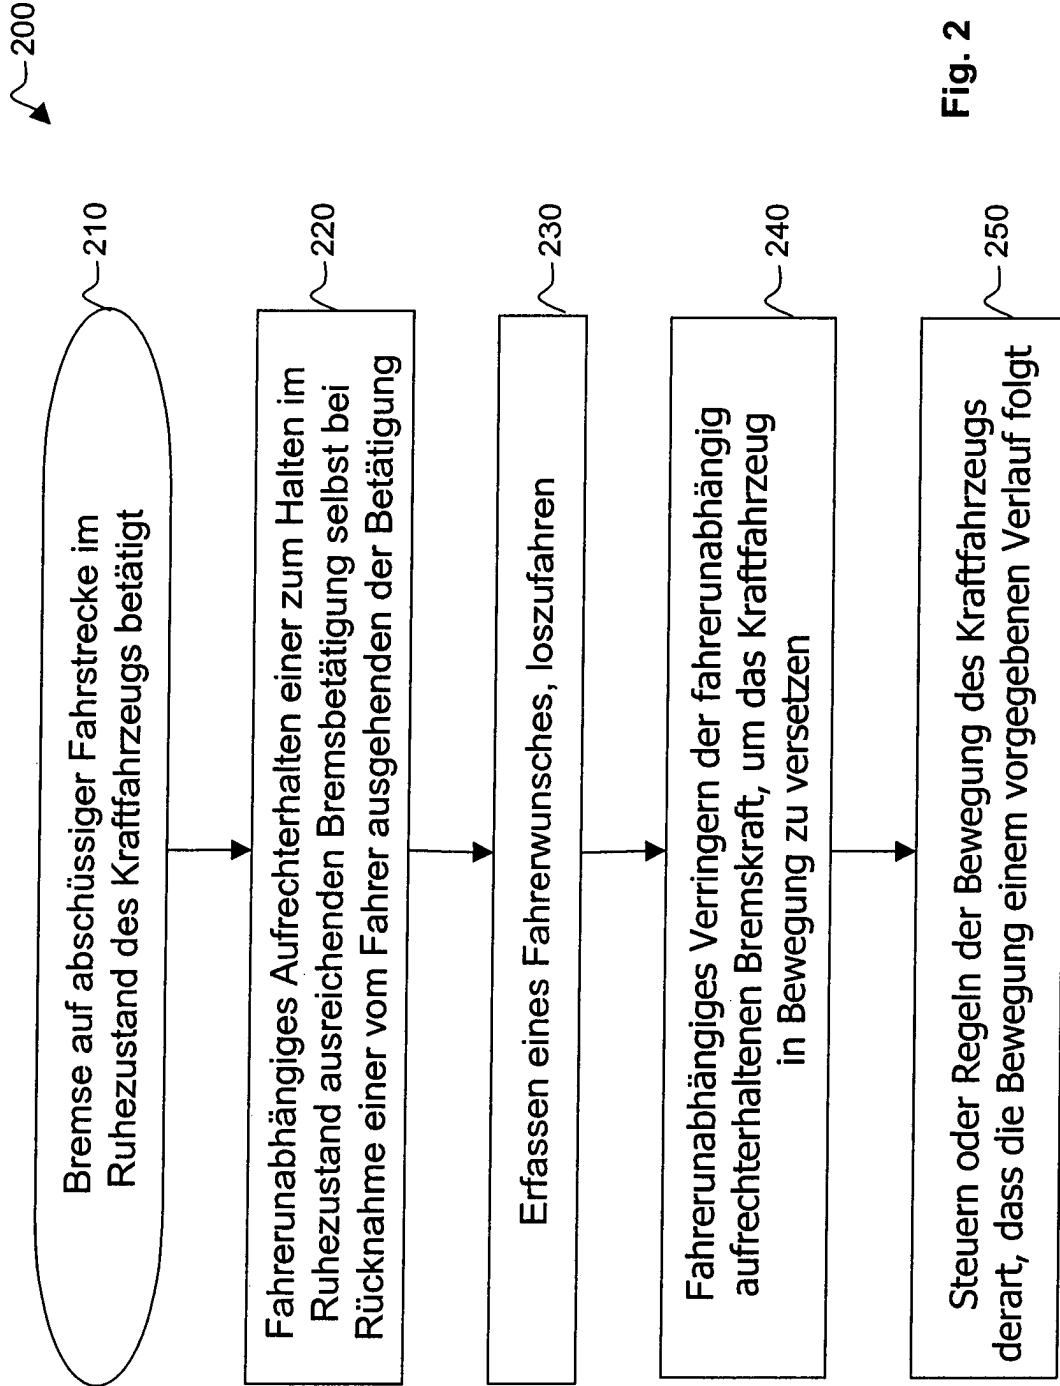 200
210
Bremse auf abschüssiger Fahrstrecke im
Ruhezustand des Kraftfahrzeugs betätigt
220
Fahrerunabhängiges Aufrechterhalten einer zum Halten im
Ruhezustand ausreichenden Bremsbetätigung selbst bei
Rücknahme einer vom Fahrer ausgehenden der Betätigung
230
Erfassen eines Fahrerwunsches, loszufahren
240
Fahrerunabhängiges Verringern der fahrerunabhängig
aufrechterhaltenen Bremskraft, um das Kraftfahrzeug
in Bewegung zu versetzen
250
Steuern oder Regeln der Bewegung des Kraftfahrzeugs
derart, dass die Bewegung einem vorgegebenen Verlauf folgt
Fig. 2